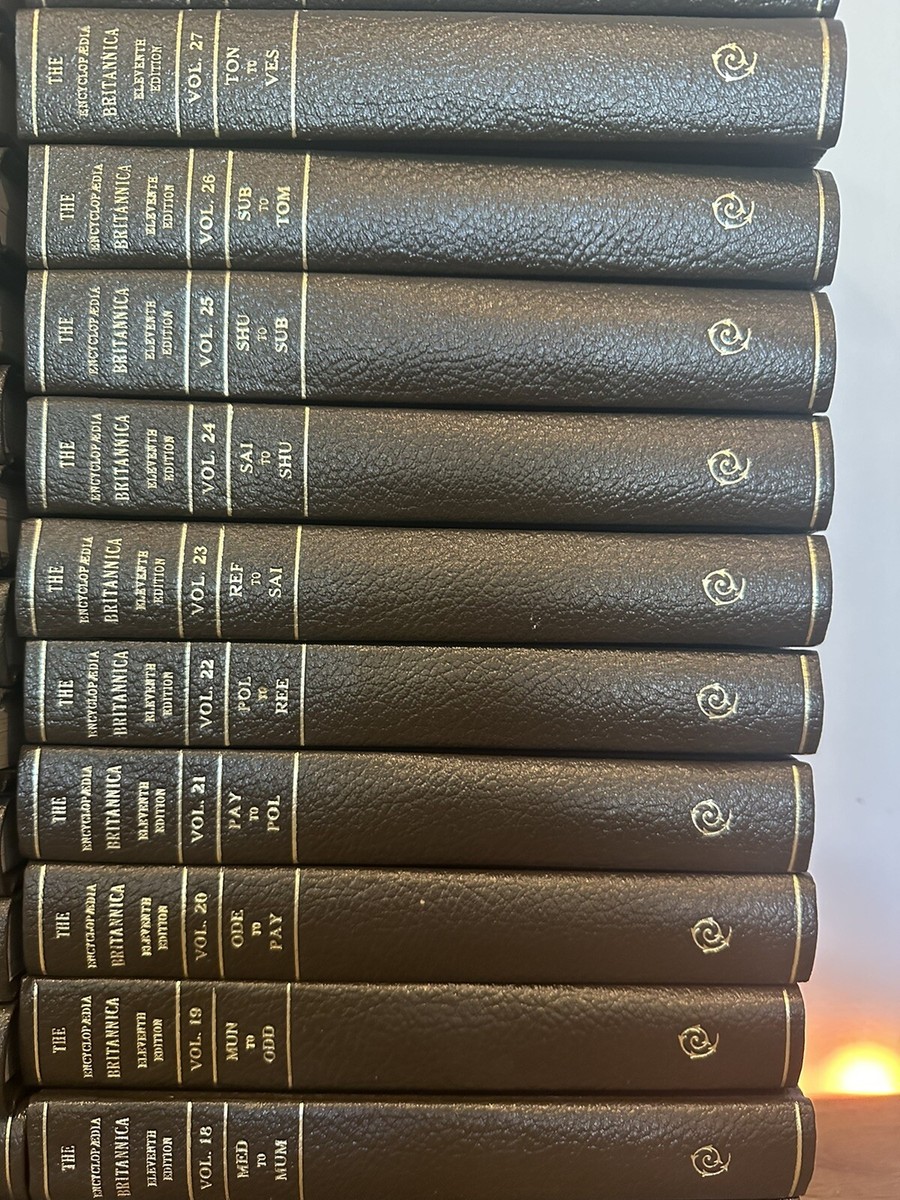 THE
ENCYCLOPÆDIA
BRITANNICA
ELEVENTH
EDITION
VOL. 27
TON
TO
VES
THE
ENCYCLOPÆDIA
BRITANNICA
ELEVENTH
EDITION
VOL. 26
SUB
TO
TOM
THE
ENCYCLOPÆDIA
BRITANNICA
ELEVENTH
EDITION
VOL. 25
SHU
TO
SUB
THE
ENCYCLOPÆDIA
BRITANNICA
ELEVENTH
EDITION
VOL. 24
SAI
TO
SHU
THE
ENCYCLOPÆDIA
BRITANNICA
ELEVENTH
EDITION
VOL. 23
REF
TO
SAI
THE
ENCYCLOPÆDIA
BRITANNICA
ELEVENTH
EDITION
VOL. 22
POL
TO
REE
THE
ENCYCLOPÆDIA
BRITANNICA
ELEVENTH
EDITION
VOL. 21
PAY
TO
POL
THE
ENCYCLOPÆDIA
BRITANNICA
ELEVENTH
EDITION
VOL. 20
ODE
TO
PAY
THE
ENCYCLOPÆDIA
BRITANNICA
ELEVENTH
EDITION
VOL. 19
MUN
TO
ODD
THE
ENCYCLOPÆDIA
BRITANNICA
ELEVENTH
EDITION
VOL. 18
MED
TO
MUM